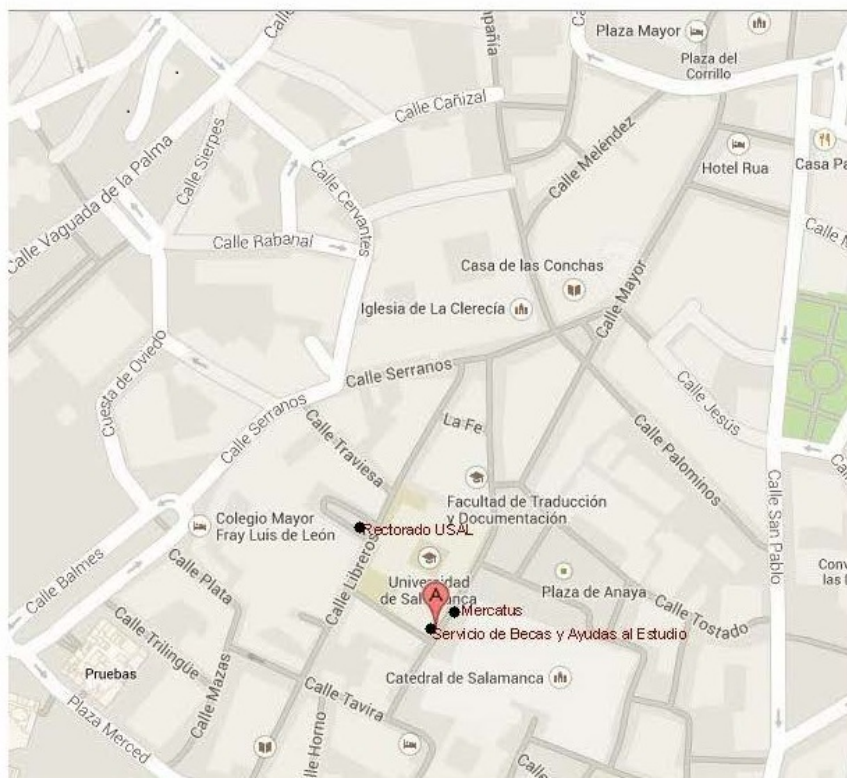 Plaza Mayor
Plaza del
Corrillo
Calle Cañizal
Calle Meléndez
Hotel Rua
Calle Sierpes
Calle Vaguada de la Palma
Calle Cervantes
Calle Rabanal
Casa de las Conchas
Calle Mayor
Iglesia de La Clerecía
Calle Serranos
Cuesta de Oviedo
Calle Serranos
Calle Jesús
La Fe
Calle Traviesa
Calle Palominos
Facultad de Traducción
y Documentación
Colegio Mayor
Fray Luis de León
Rectorado USAL
Calle San Pablo
Calle Balmes
Calle Plata
Calle Libreros
Universidad
de Salamanca
Plaza de Anaya
A
Mercatus
Calle Tostado
Servicio de Becas y Ayudas al Estudio
Calle Trilingüe
Pruebas
Calle Mazas
Calle Tavira
Catedral de Salamanca
Plaza Merced
Calle Horno